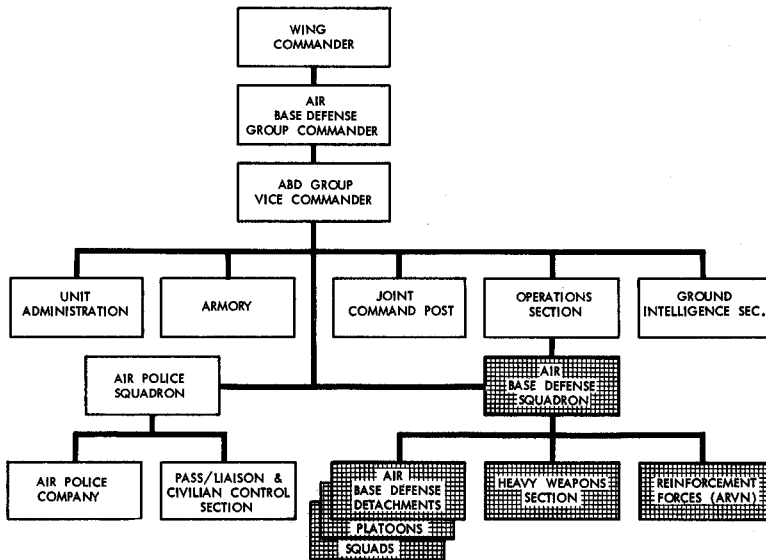 WING
COMMANDER
AIR
BASE DEFENSE
GROUP COMMANDER
ABD GROUP
VICE COMMANDER
UNIT
ADMINISTRATION
ARMORY
JOINT
COMMAND POST
OPERATIONS
SECTION
GROUND
INTELLIGENCE SEC.
AIR POLICE
SQUADRON
AIR
BASE DEFENSE
SQUADRON
AIR POLICE
COMPANY
PASS/LIAISON &
CIVILIAN CONTROL
SECTION
AIR
BASE DEFENSE
DETACHMENTS
PLATOONS
SQUADS
HEAVY WEAPONS
SECTION
REINFORCEMENT
FORCES (ARVN)